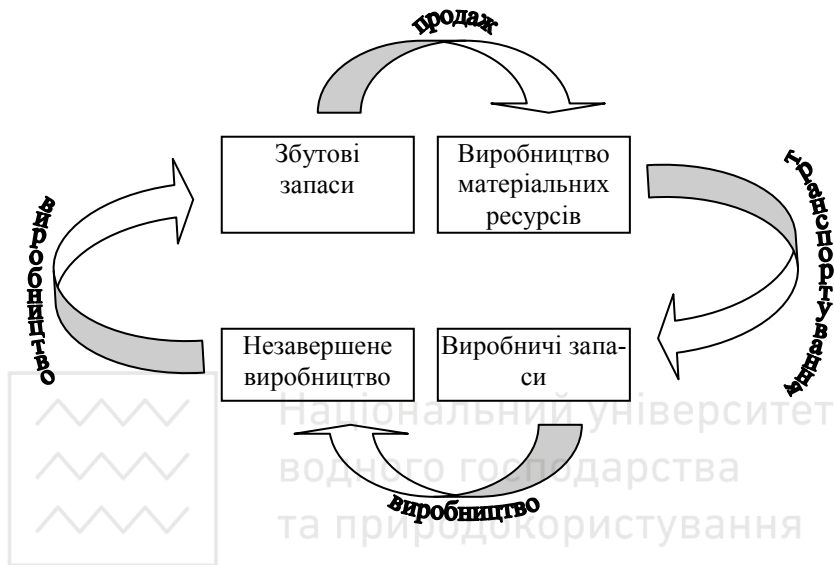 продаж
Збутові
запаси
Виробництво
матеріальних
ресурсів
транспортування
виробництво
Незавершене
виробництво
Виробничі запа-
си
виробництво
Національний університет
водного господарства
та природокористування